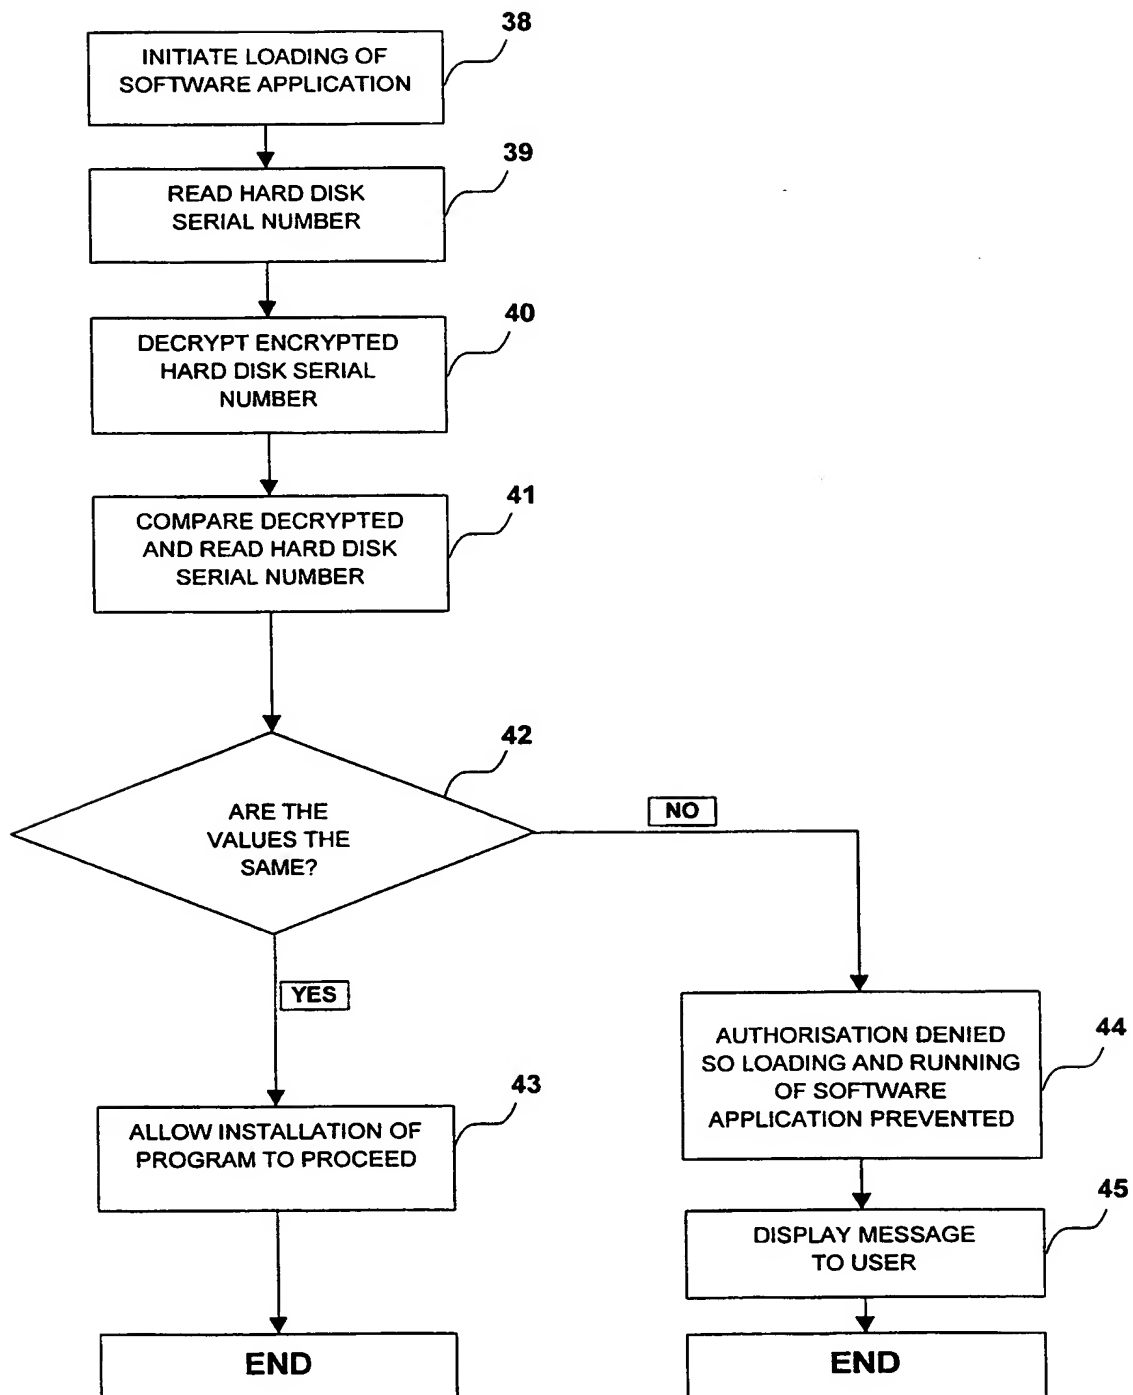 38
INITIATE LOADING OF
SOFTWARE APPLICATION
39
READ HARD DISK
SERIAL NUMBER
40
DECRYPT ENCRYPTED
HARD DISK SERIAL
NUMBER
41
COMPARE DECRYPTED
AND READ HARD DISK
SERIAL NUMBER
42
ARE THE
VALUES THE
SAME?
NO
YES
43
ALLOW INSTALLATION OF
PROGRAM TO PROCEED
END
44
AUTHORISATION DENIED
SO LOADING AND RUNNING
OF SOFTWARE
APPLICATION PREVENTED
45
DISPLAY MESSAGE
TO USER
END